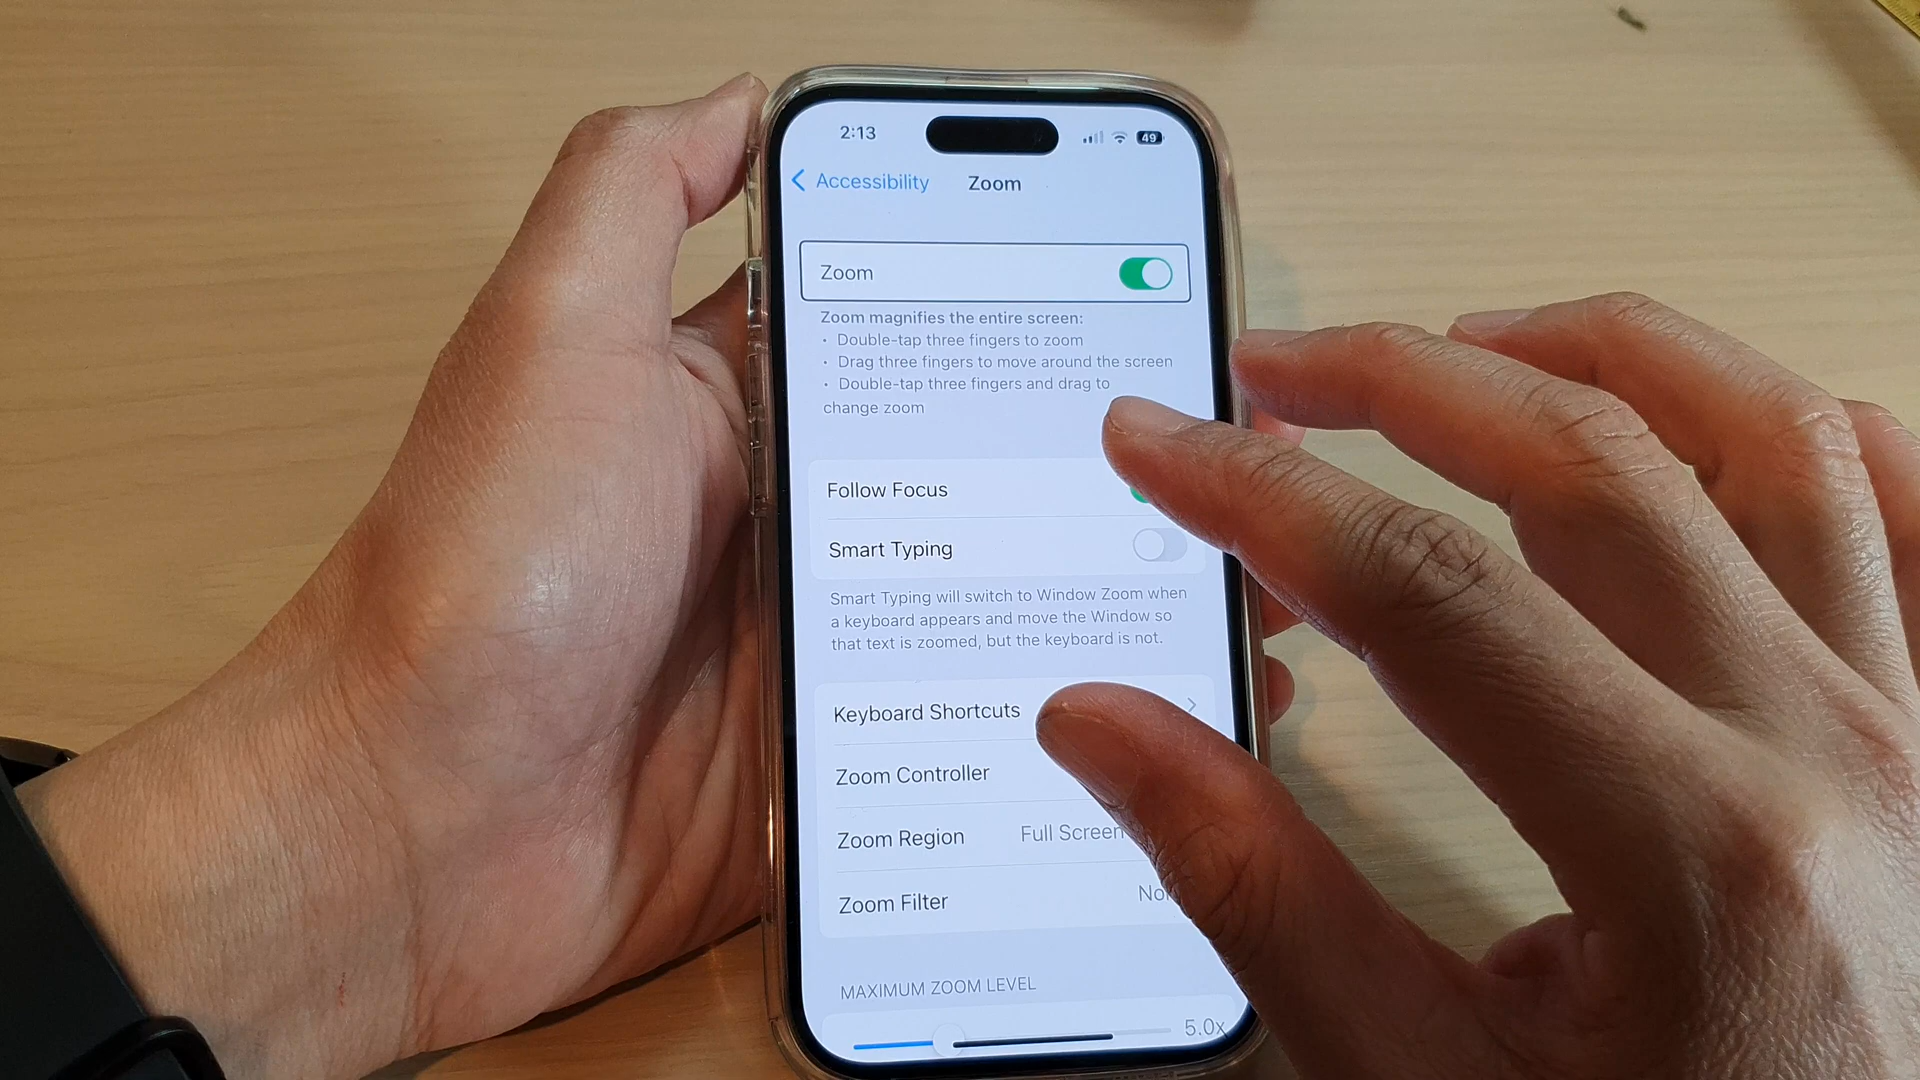 2:13
49
Accessibility Zoom
Zoom
Zoom magnifies the entire screen:
• Double-tap three fingers to zoom
• Drag three fingers to move around the screen
• Double-tap three fingers and drag to
change zoom
Follow Focus
Smart Typing
Smart Typing will switch to Window Zoom when
a keyboard appears and move the Window so
that text is zoomed, but the keyboard is not.
Keyboard Shortcuts
Zoom Controller
Zoom Region Full Screen
Zoom Filter
MAXIMUM ZOOM LEVEL
5.0x